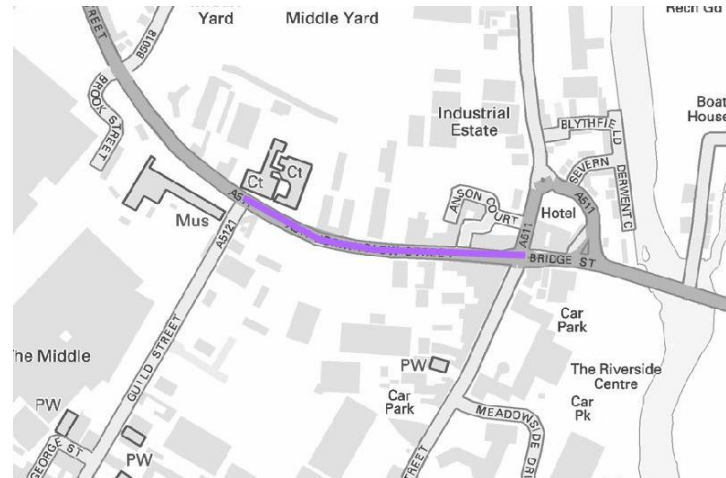 Yard
Middle Yard
STREET
B5018
BROOK STREET
Boat
House
Industrial
Estate
BLYTHFIELD
SEVERN
DERWENT C
Ct
Ct
ANSON COURT
Hotel
A511
A511
Mus
A5121
BRIDGE ST
GUILD STREET
Car
Park
The Middle
PW
The Riverside
Centre
Car
Park
Car
Pk
PW
MEADOWSIDE DRI
GEORGE ST
PW
TREET